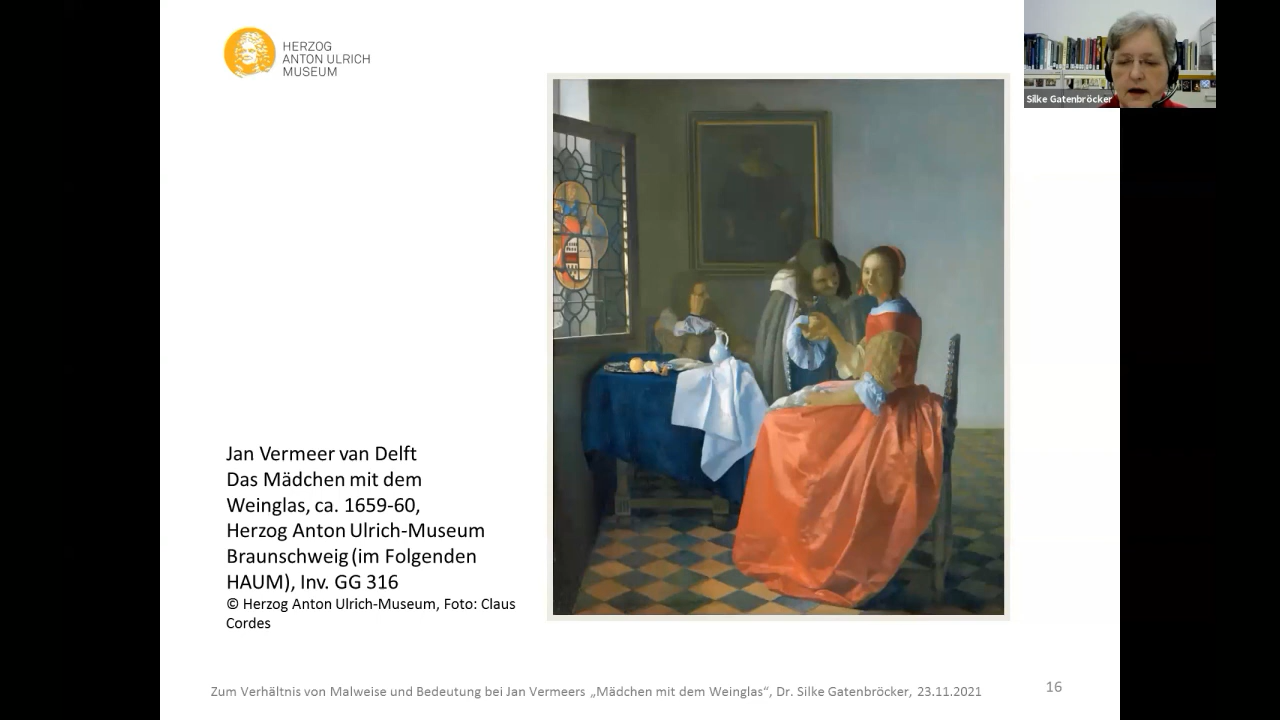 HERZOG
ANTON ULRICH
MUSEUM
Silke Gatenbröcker
Jan Vermeer van Delft
Das Mädchen mit dem
Weinglas, ca. 1659-60,
Herzog Anton Ulrich-Museum
Braunschweig (im Folgenden
HAUM), Inv. GG 316
© Herzog Anton Ulrich-Museum, Foto: Claus
Cordes
Zum Verhältnis von Malweise und Bedeutung bei Jan Vermeers „Mädchen mit dem Weinglas“, Dr. Silke Gatenbröcker, 23.11.2021
16